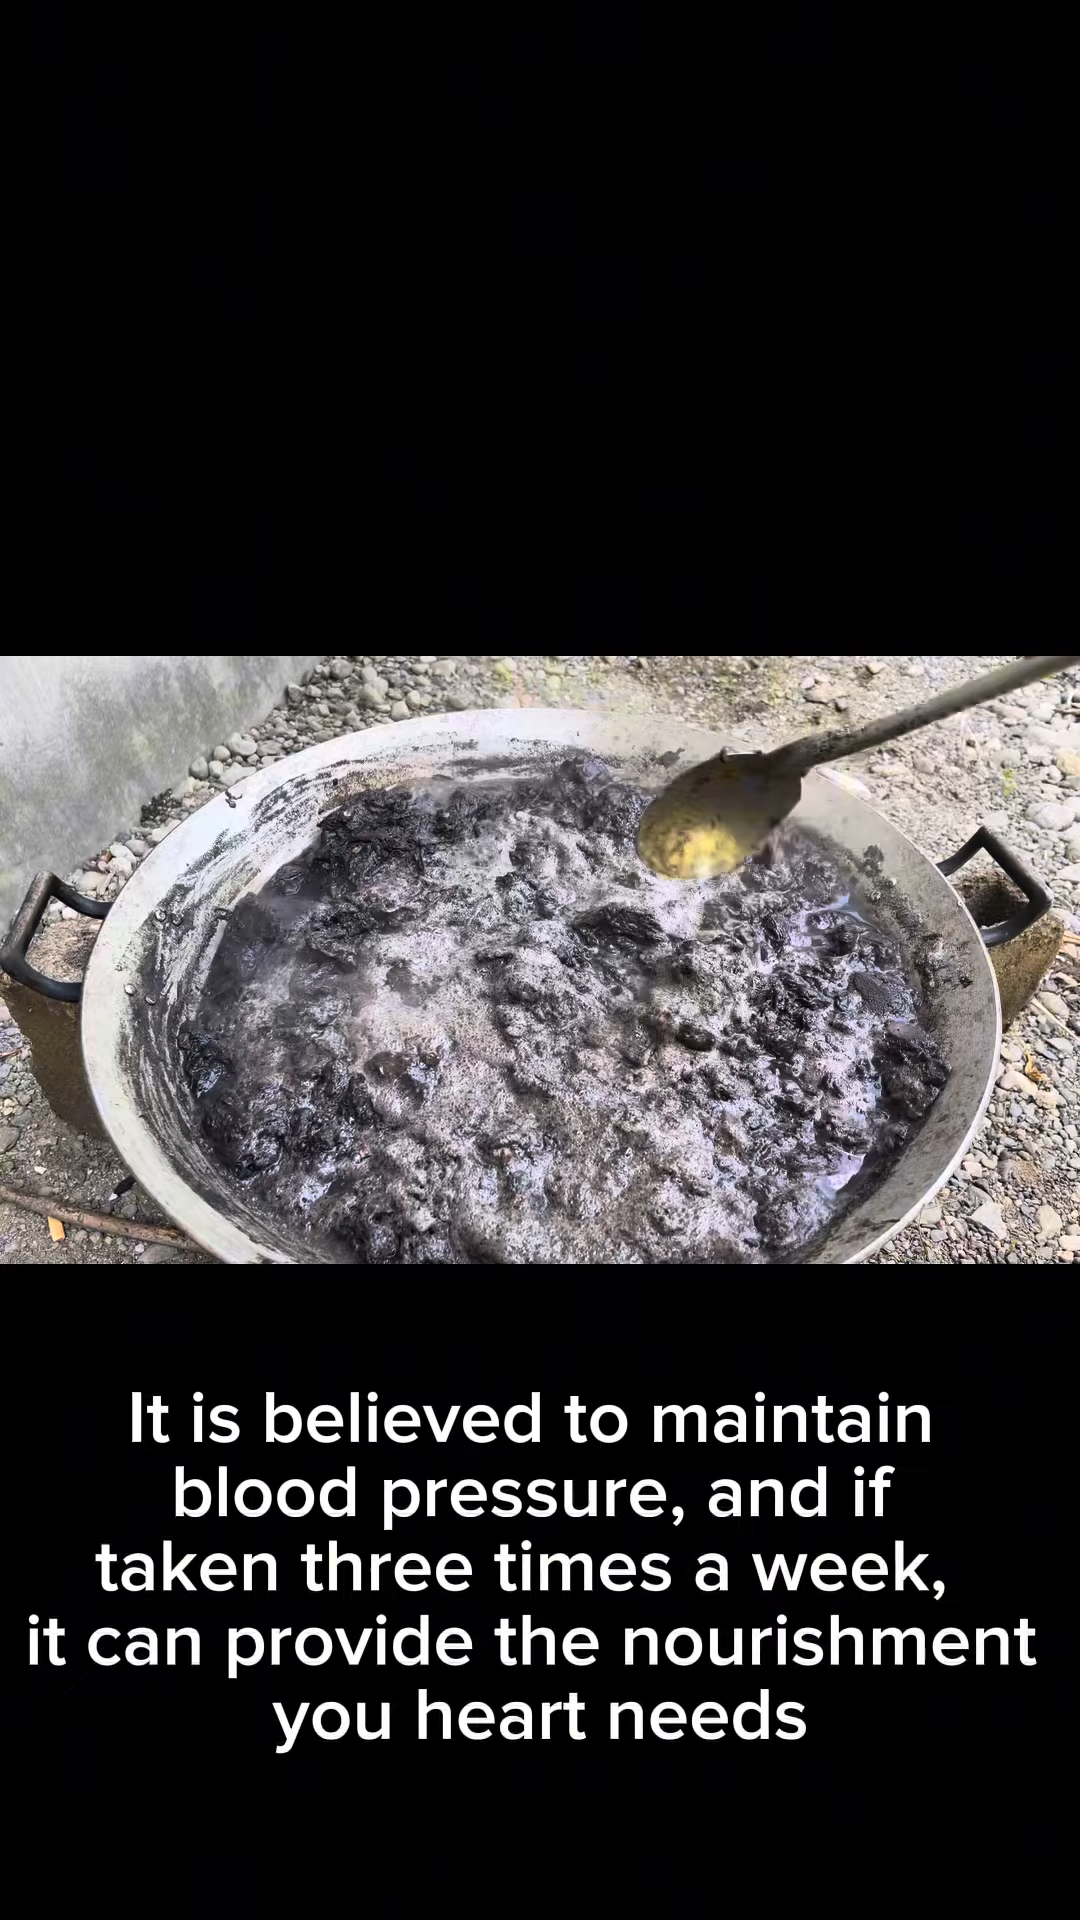 It is believed to maintain
blood pressure, and if
taken three times a week,
it can provide the nourishment
you heart needs